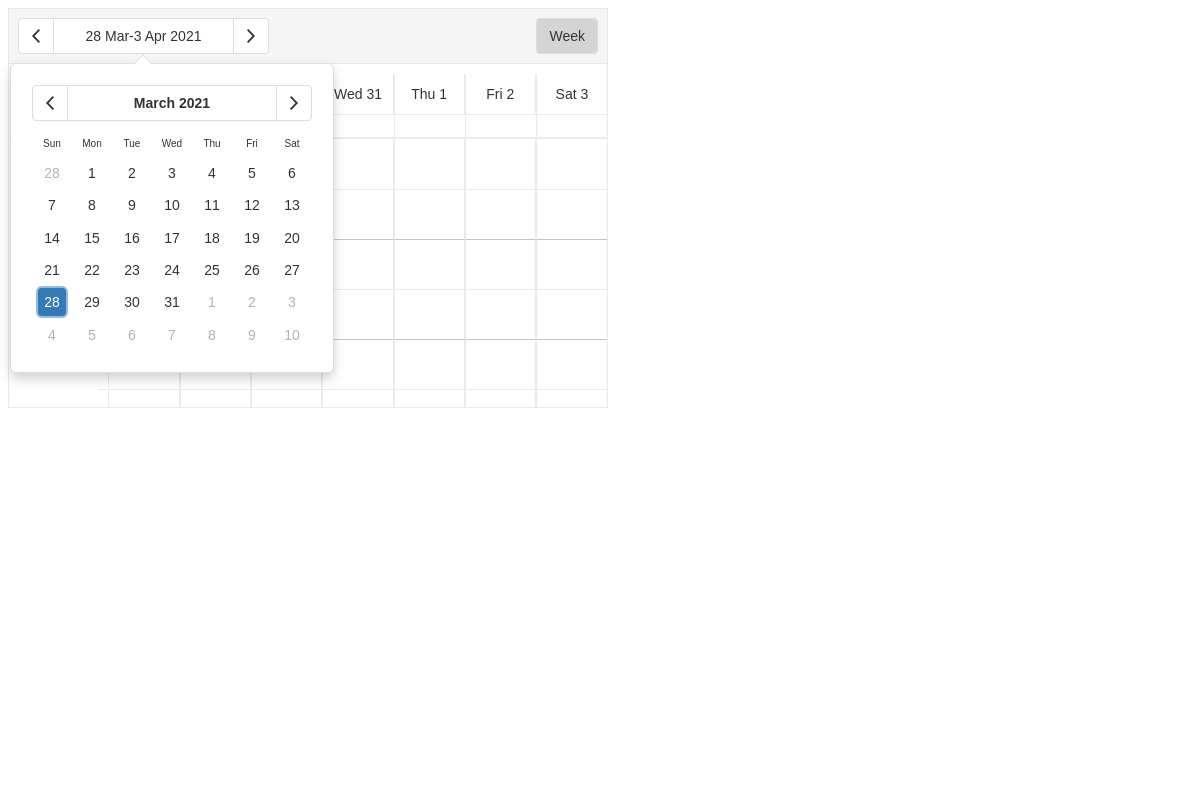 28 Mar-3 Apr 2021 Week
Wed 31 Thu 1 Fri 2 Sat 3
March 2021
Sun Mon Tue Wed Thu Fri Sat
28 1 2 3 4 5 6
7 8 9 10 11 12 13
14 15 16 17 18 19 20
21 22 23 24 25 26 27
28 29 30 31 1 2 3
4 5 6 7 8 9 10